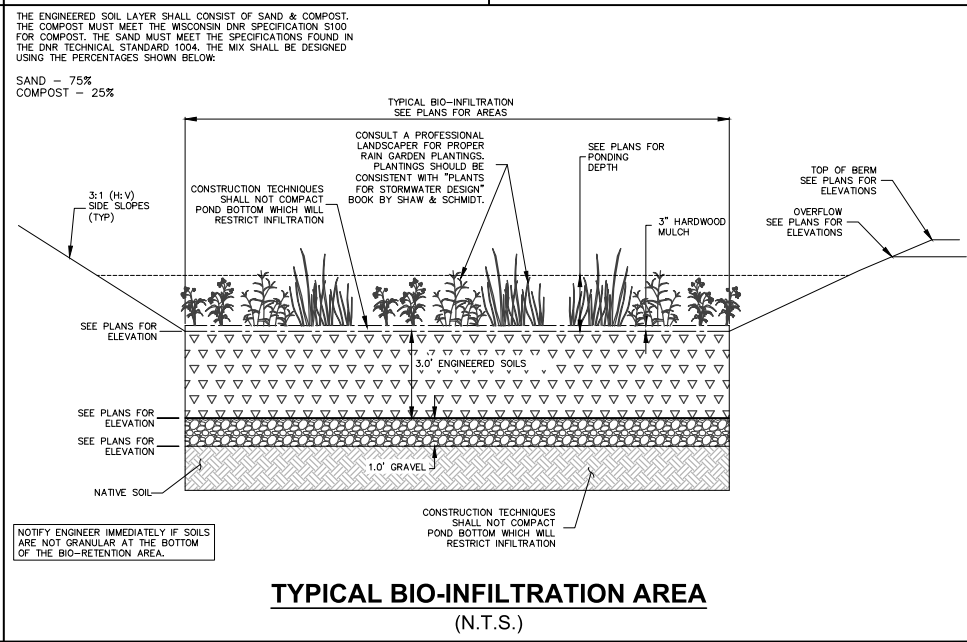 THE ENGINEERED SOIL LAYER SHALL CONSIST OF SAND & COMPOST.
THE COMPOST MUST MEET THE WISCONSIN DNR SPECIFICATION S100
FOR COMPOST. THE SAND MUST MEET THE SPECIFICATIONS FOUND IN
THE DNR TECHNICAL STANDARD 1004. THE MIX SHALL BE DESIGNED
USING THE PERCENTAGES SHOWN BELOW:
SAND – 75%
COMPOST – 25%
TYPICAL BIO-INFILTRATION
SEE PLANS FOR AREAS
CONSULT A PROFESSIONAL
LANDSCAPER FOR PROPER
RAIN GARDEN PLANTINGS.
PLANTINGS SHOULD BE
CONSISTENT WITH "PLANTS
FOR STORMWATER DESIGN"
BOOK BY SHAW & SCHMIDT.
SEE PLANS FOR
PONDING
DEPTH
TOP OF BERM
SEE PLANS FOR
ELEVATIONS
3:1 (H:V)
SIDE SLOPES
(TYP)
CONSTRUCTION TECHNIQUES
SHALL NOT COMPACT
POND BOTTOM WHICH WILL
RESTRICT INFILTRATION
3" HARDWOOD
MULCH
OVERFLOW
SEE PLANS FOR
ELEVATIONS
SEE PLANS FOR
ELEVATION
3.0' ENGINEERED SOILS
SEE PLANS FOR
ELEVATION
SEE PLANS FOR
ELEVATION
1.0' GRAVEL
NATIVE SOIL
CONSTRUCTION TECHNIQUES
SHALL NOT COMPACT
POND BOTTOM WHICH WILL
RESTRICT INFILTRATION
NOTIFY ENGINEER IMMEDIATELY IF SOILS
ARE NOT GRANULAR AT THE BOTTOM
OF THE BIO-RETENTION AREA.
TYPICAL BIO-INFILTRATION AREA
(N.T.S.)